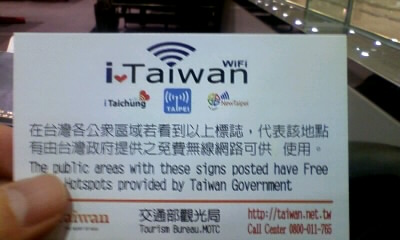 WiFi
i Taiwan
i Taichung
TAIPEI
NewTaipei
在台灣各公眾區域若看到以上標誌，代表該地點
有由台灣政府提供之免費無線網路可供 使用。
The public areas with these signs posted have Free
Hotspots provided by Taiwan Government
Taiwan 交通部觀光局 http://taiwan.net.tw
Tourism Bureau.MOTC Call Center 0800-011-765